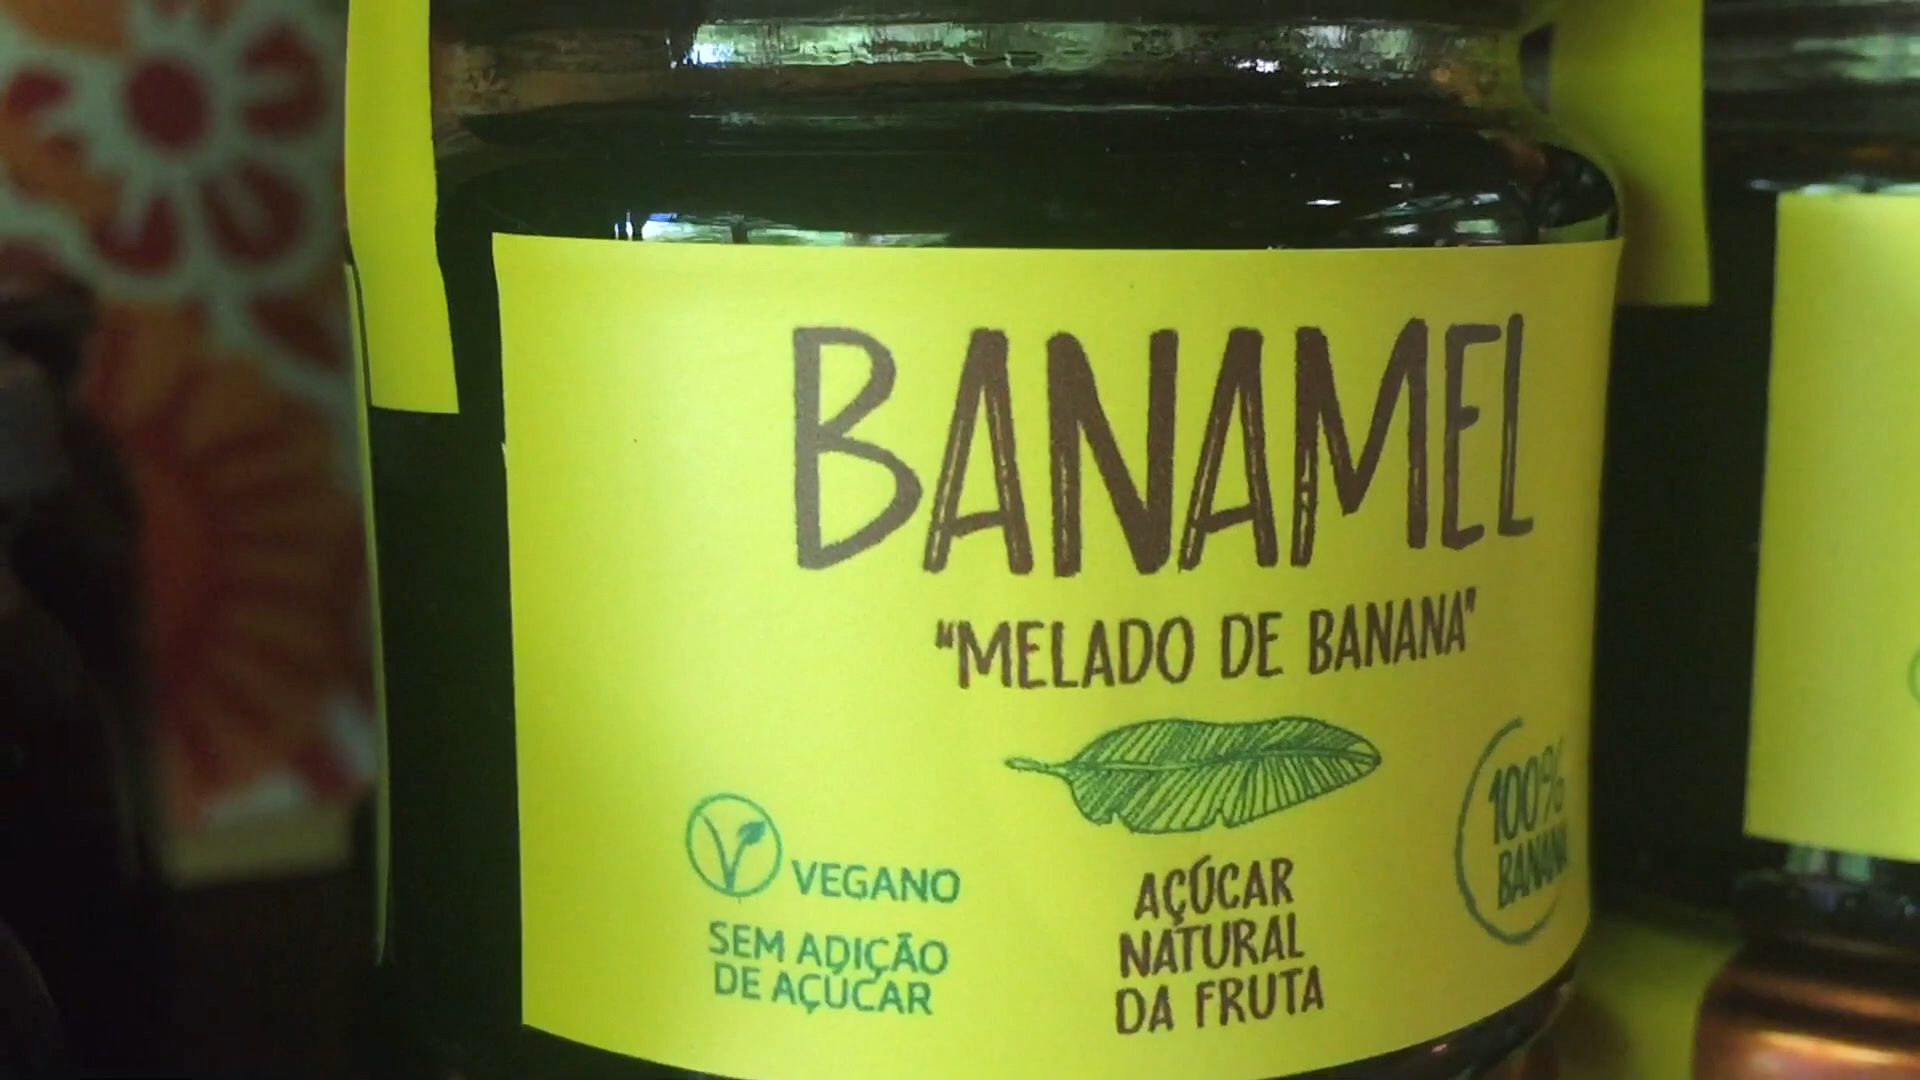 BANAMEL
"MELADO DE BANANA"
100%
BANANA
VEGANO
SEM ADIÇÃO
DE AÇÚCAR
AÇÚCAR
NATURAL
DA FRUTA